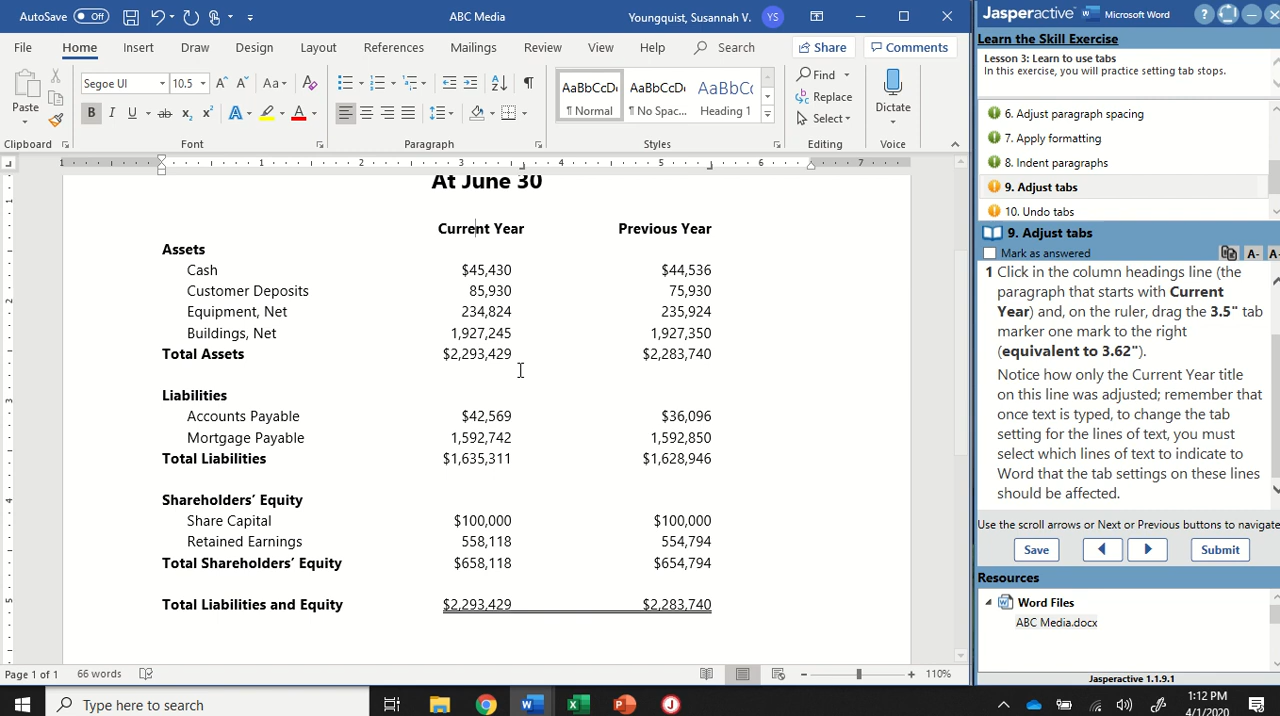 AutoSave Off ABC Media Youngquist, Susannah V. YS
File Home Insert Draw Design Layout References Mailings Review View Help Search Share Comments
Paste Segoe UI 10.5 Aa A B I U ab x₂ x² A A
AaBbCcDc AaBbCcDc AaBbCc
¶ Normal ¶ No Spac... Heading 1
Find
Replace
Select
Dictate
Clipboard Font Paragraph Styles Editing Voice
1 1 2 3 4 5 6 7
At June 30
Current Year Previous Year
Assets
Cash $45,430 $44,536
Customer Deposits 85,930 75,930
Equipment, Net 234,824 235,924
Buildings, Net 1,927,245 1,927,350
Total Assets $2,293,429 $2,283,740
Liabilities
Accounts Payable $42,569 $36,096
Mortgage Payable 1,592,742 1,592,850
Total Liabilities $1,635,311 $1,628,946
Shareholders’ Equity
Share Capital $100,000 $100,000
Retained Earnings 558,118 554,794
Total Shareholders’ Equity $658,118 $654,794
Total Liabilities and Equity $2,293,429 $2,283,740
Page 1 of 1 66 words 110%
Jasperactive Microsoft Word
Learn the Skill Exercise
Lesson 3: Learn to use tabs
In this exercise, you will practice setting tab stops.
6. Adjust paragraph spacing
7. Apply formatting
8. Indent paragraphs
9. Adjust tabs
10. Undo tabs
9. Adjust tabs
Mark as answered A- A
1 Click in the column headings line (the
paragraph that starts with Current
Year) and, on the ruler, drag the 3.5" tab
marker one mark to the right
(equivalent to 3.62").
Notice how only the Current Year title
on this line was adjusted; remember that
once text is typed, to change the tab
setting for the lines of text, you must
select which lines of text to indicate to
Word that the tab settings on these lines
should be affected.
Use the scroll arrows or Next or Previous buttons to navigate
Save Submit
Resources
Word Files
ABC Media.docx
Jasperactive 1.1.9.1
Type here to search
1:12 PM
4/1/2020